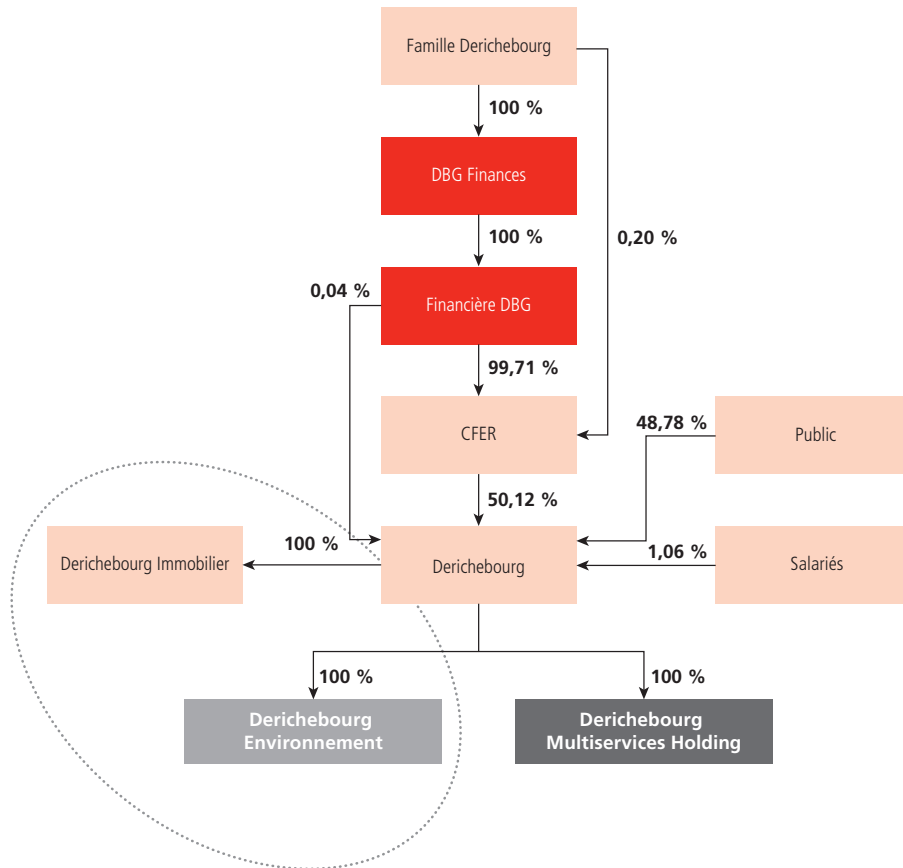 Famille Derichebourg
100 %
DBG Finances
100 %
0,20 %
0,04 %
Financière DBG
99,71 %
CFER
48,78 %
Public
50,12 %
100 %
1,06 %
Derichebourg Immobilier
Derichebourg
Salariés
100 %
100 %
Derichebourg
Environnement
Derichebourg
Multiservices Holding